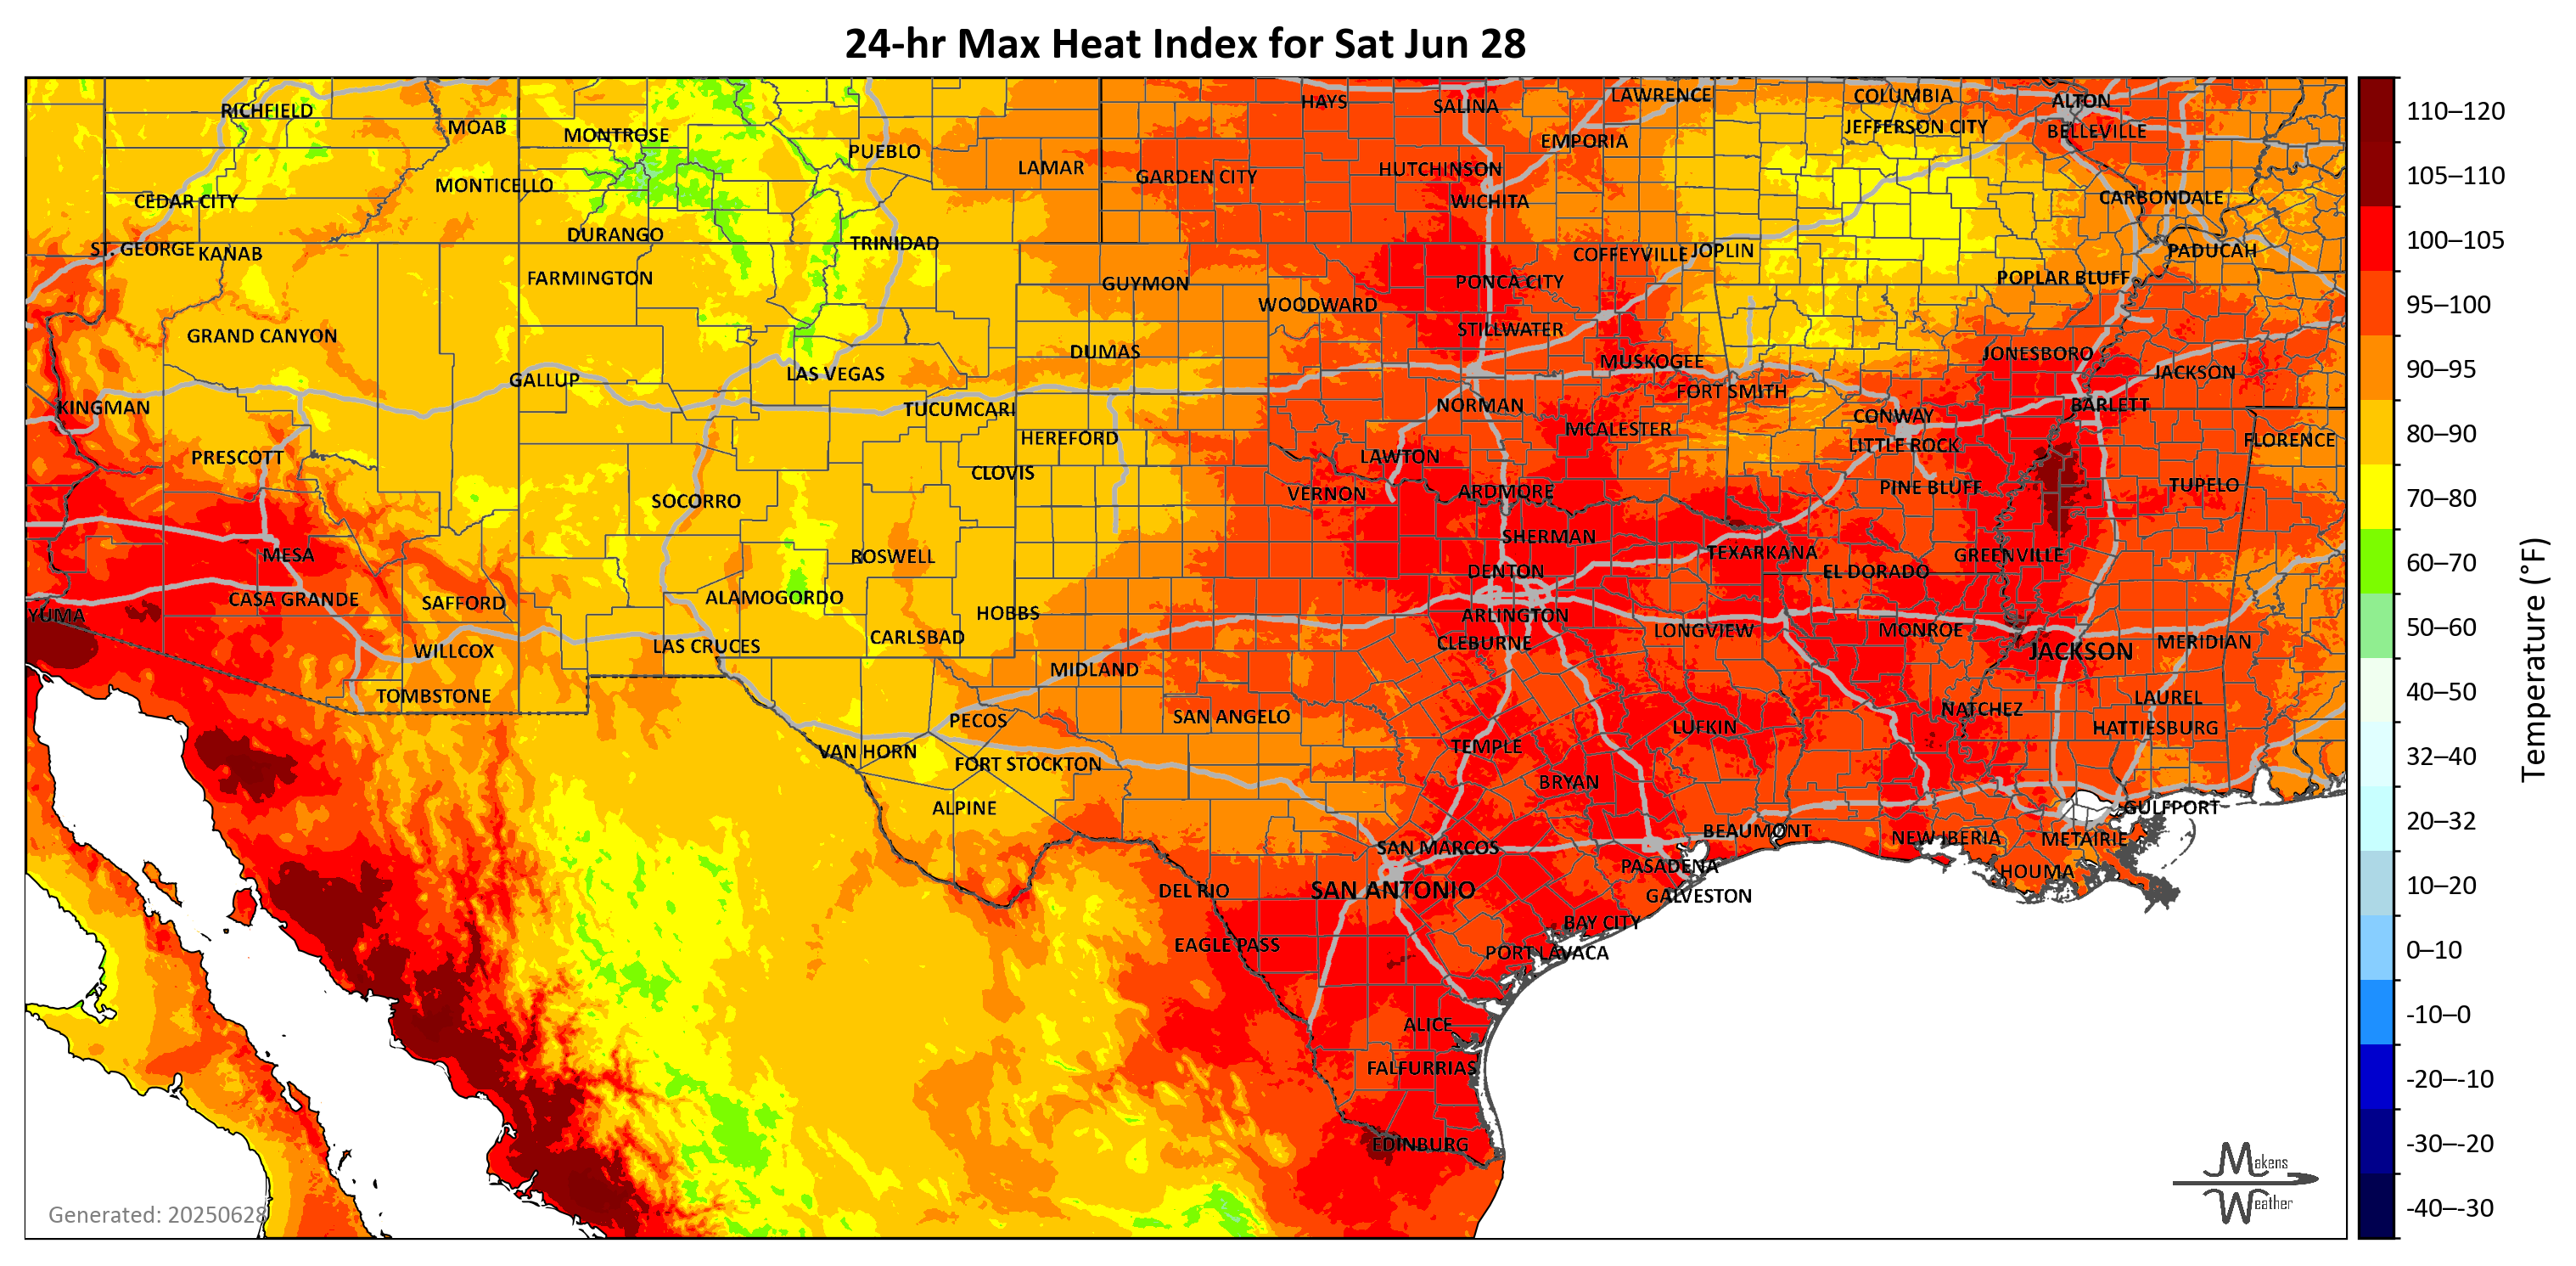 24-hr Max Heat Index for Sat Jun 28
RICHFIELD
MOAB
MONTROSE
PUEBLO
LAMAR
HAYS
SALINA
LAWRENCE
EMPORIA
COLUMBIA
JEFFERSON CITY
ALTON
BELLEVILLE
CEDAR CITY
MONTICELLO
GARDEN CITY
HUTCHINSON
WICHITA
CARBONDALE
ST. GEORGE
KANAB
DURANGO
TRINIDAD
COFFEYVILLE
JOPLIN
PADUCAH
FARMINGTON
GUYMON
WOODWARD
PONCA CITY
POPLAR BLUFF
GRAND CANYON
DUMAS
STILLWATER
MUSKOGEE
JONESBORO
JACKSON
GALLUP
LAS VEGAS
FORT SMITH
KINGMAN
TUCUMCARI
NORMAN
CONWAY
BARLETT
HEREFORD
MCALESTER
LITTLE ROCK
FLORENCE
PRESCOTT
CLOVIS
LAWTON
SOCORRO
VERNON
ARDMORE
PINE BLUFF
TUPELO
MESA
ROSWELL
SHERMAN
TEXARKANA
GREENVILLE
DENTON
EL DORADO
YUMA
CASA GRANDE
SAFFORD
ALAMOGORDO
HOBBS
ARLINGTON
CLEBURNE
LONGVIEW
MONROE
JACKSON
MERIDIAN
WILLCOX
LAS CRUCES
CARLSBAD
MIDLAND
TOMBSTONE
PECOS
SAN ANGELO
LUFKIN
NATCHEZ
LAUREL
HATTIESBURG
VAN HORN
FORT STOCKTON
TEMPLE
BRYAN
ALPINE
GULFPORT
SAN MARCOS
BEAUMONT
NEW IBERIA
METAIRIE
PASADENA
HOUMA
DEL RIO
SAN ANTONIO
GALVESTON
BAY CITY
EAGLE PASS
PORT LAVACA
ALICE
FALFURRIAS
EDINBURG
Generated: 20250628
Makens
Weather
110–120
105–110
100–105
95–100
90–95
80–90
70–80
60–70
50–60
40–50
32–40
20–32
10–20
0–10
-10–0
-20–-10
-30–-20
-40–-30
Temperature (°F)